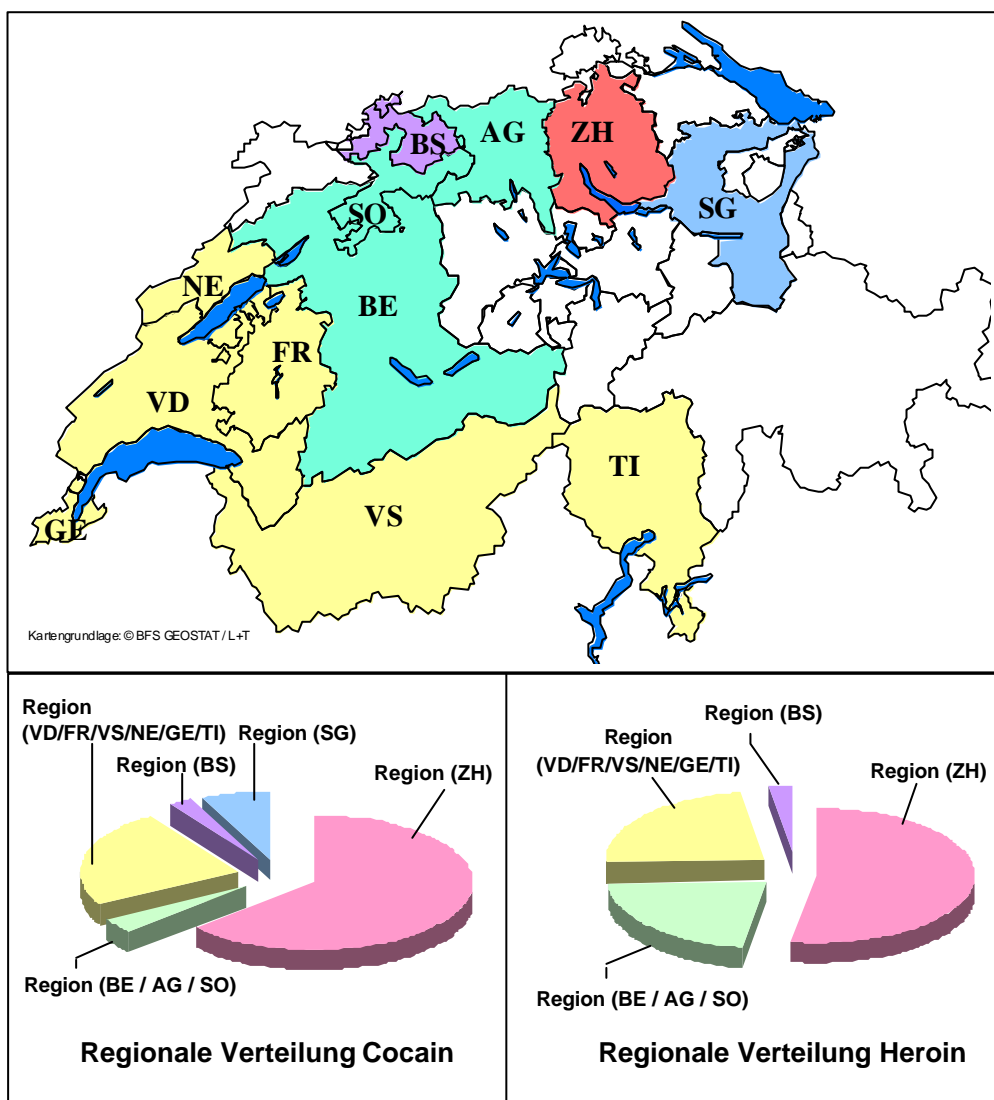 BS
AG
ZH
SO
SG
NE
BE
FR
VD
TI
VS
GE
Kartengrundlage: © BFS GEOSTAT / L+T
Region
(VD/FR/VS/NE/GE/TI)
Region (SG)
Region (BS)
Region (ZH)
Region (BE / AG / SO)
Regionale Verteilung Cocain
Region (BS)
Region
(VD/FR/VS/NE/GE/TI)
Region (ZH)
Region (BE / AG / SO)
Regionale Verteilung Heroin